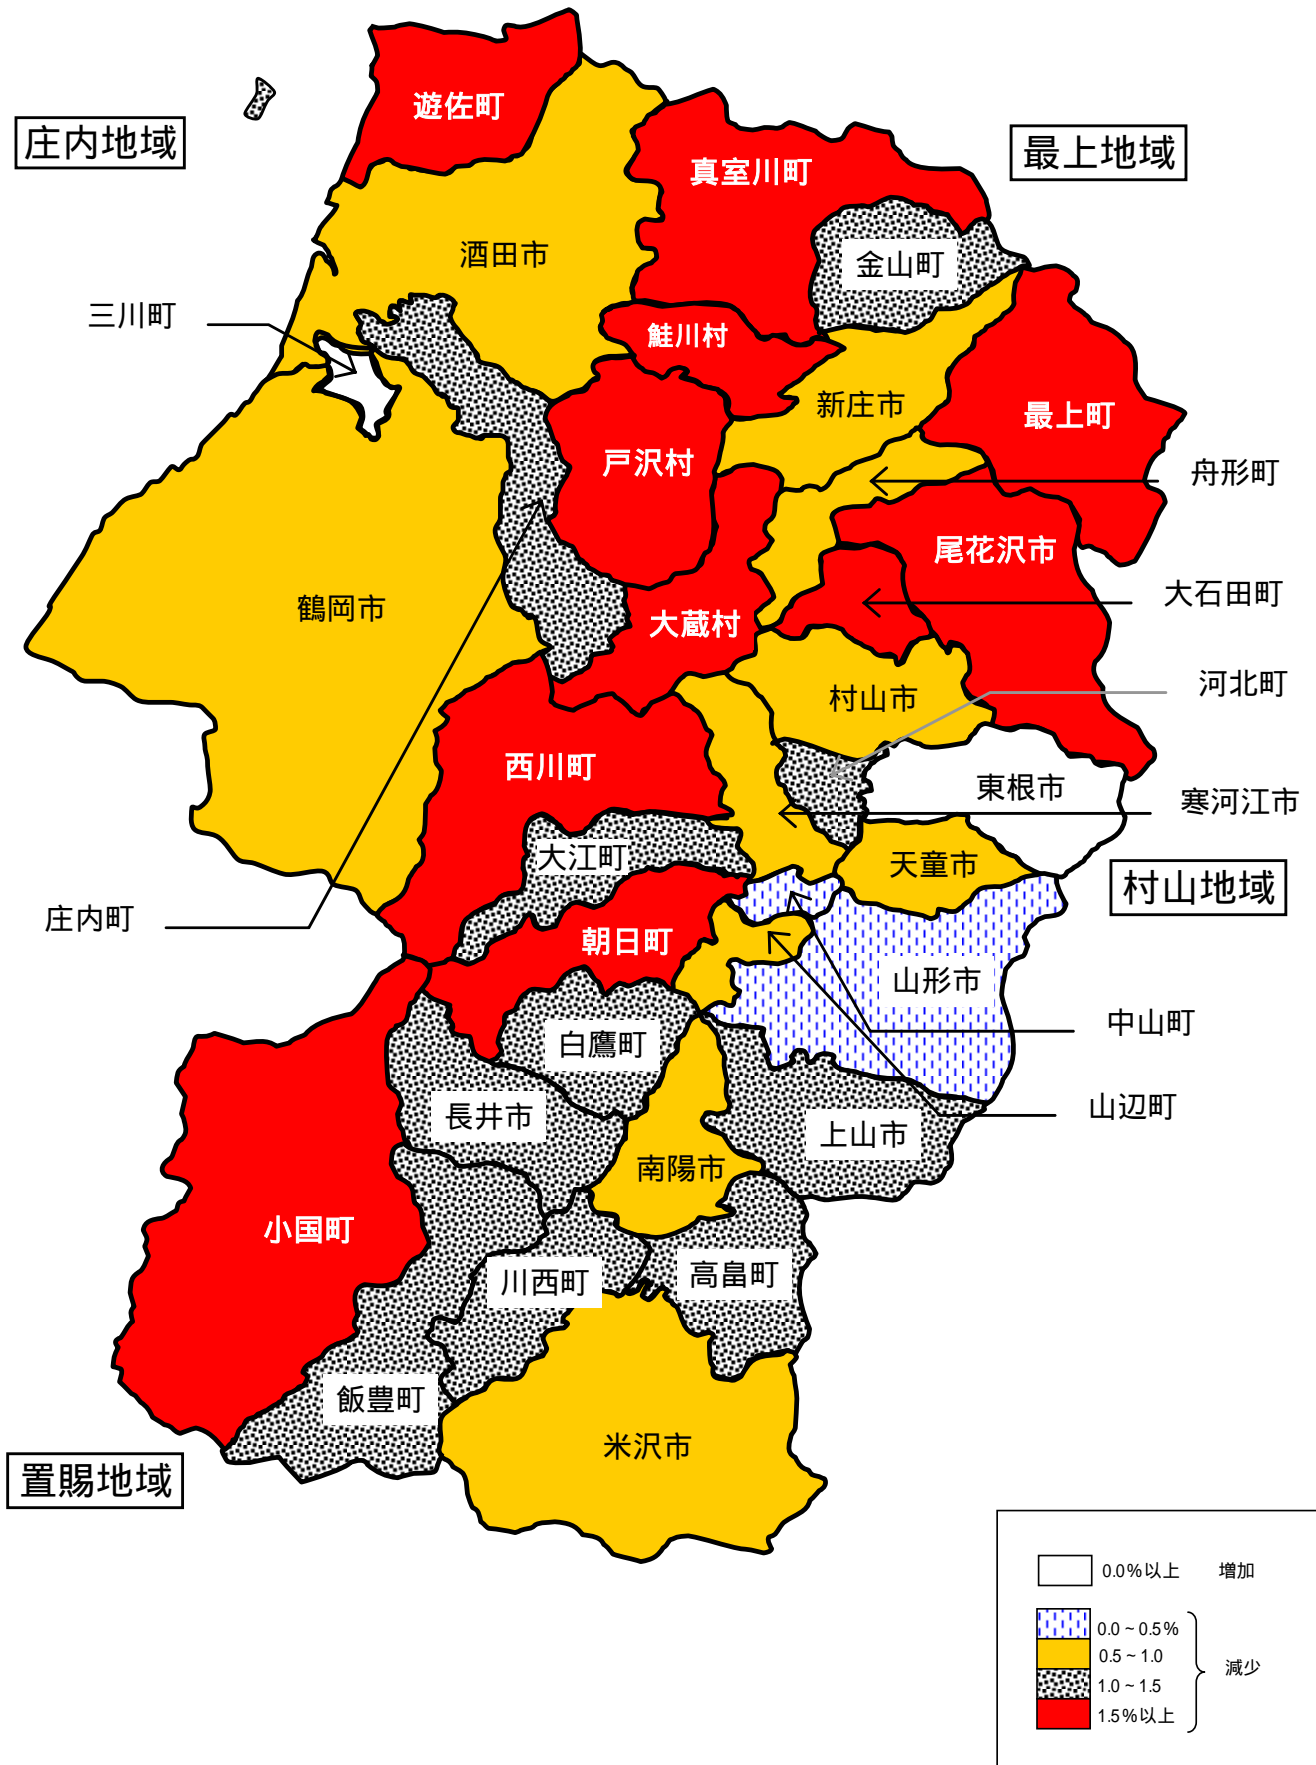 遊佐町
庄内地域
最上地域
真室川町
酒田市
金山町
三川町
鮭川村
新庄市
最上町
戸沢村
舟形町
尾花沢市
大石田町
鶴岡市
大蔵村
河北町
村山市
西川町
東根市
寒河江市
大江町
天童市
村山地域
庄内町
朝日町
山形市
中山町
白鷹町
山辺町
長井市
上山市
南陽市
小国町
高畠町
川西町
飯豊町
米沢市
置賜地域
0.0%以上 増加
0.0~0.5%
0.5~1.0
減少
1.0~1.5
1.5%以上